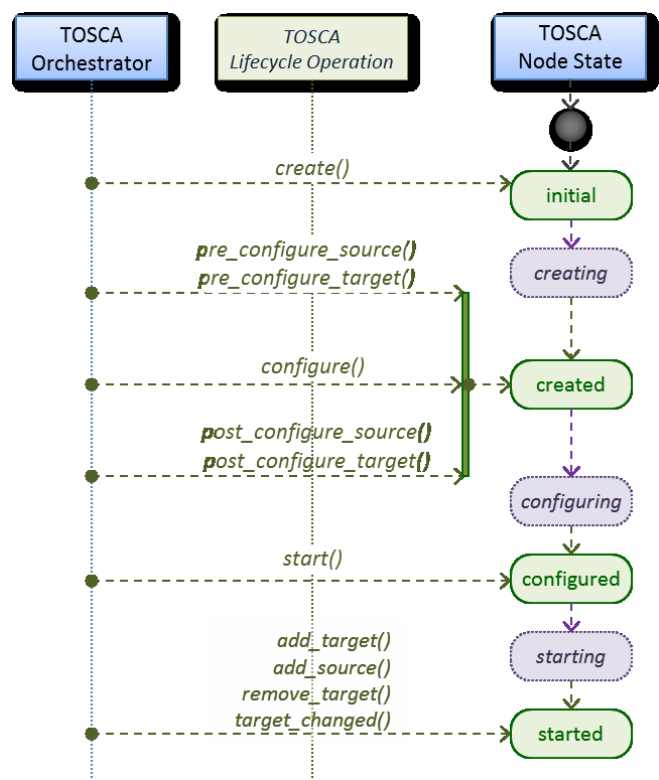 TOSCA
Orchestrator
TOSCA
Lifecycle Operation
TOSCA
Node State
create()
initial
pre_configure_source()
creating
pre_configure_target()
configure()
created
post_configure_source()
post_configure_target()
configuring
start()
configured
add_target()
starting
add_source()
remove_target()
target_changed()
started